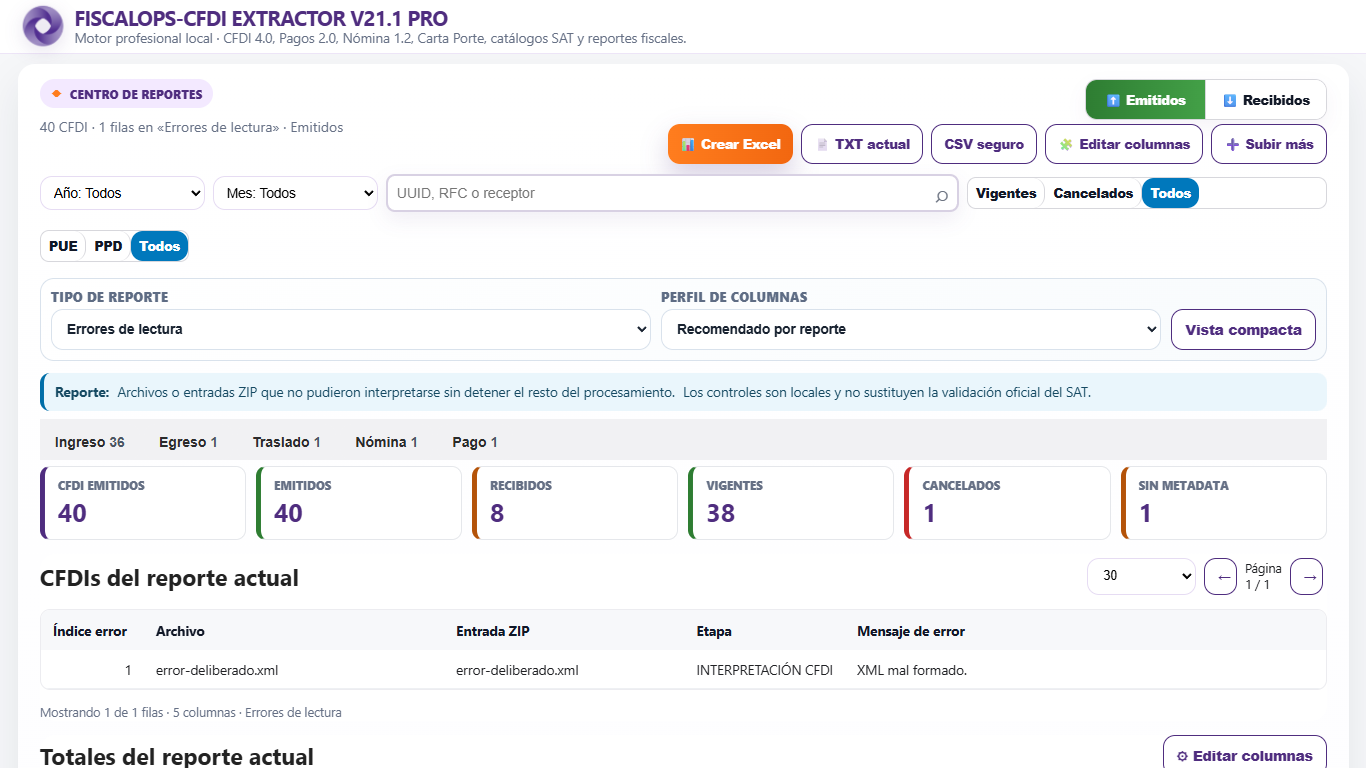 FISCALOPS-CFDI EXTRACTOR V21.1 PRO
Motor profesional local · CFDI 4.0, Pagos 2.0, Nómina 1.2, Carta Porte, catálogos SAT y reportes fiscales.
CENTRO DE REPORTES
Emitidos
Recibidos
40 CFDI · 1 filas en «Errores de lectura» · Emitidos
Crear Excel
TXT actual
CSV seguro
Editar columnas
Subir más
Año: Todos
Mes: Todos
UUID, RFC o receptor
Vigentes
Cancelados
Todos
PUE
PPD
Todos
TIPO DE REPORTE
PERFIL DE COLUMNAS
Errores de lectura
Recomendado por reporte
Vista compacta
Reporte: Archivos o entradas ZIP que no pudieron interpretarse sin detener el resto del procesamiento. Los controles son locales y no sustituyen la validación oficial del SAT.
Ingreso 36
Egreso 1
Traslado 1
Nómina 1
Pago 1
CFDI EMITIDOS
40
EMITIDOS
40
RECIBIDOS
8
VIGENTES
38
CANCELADOS
1
SIN METADATA
1
CFDIs del reporte actual
30
←
Página
1 / 1
→
Índice error Archivo Entrada ZIP Etapa Mensaje de error
1 error-deliberado.xml error-deliberado.xml INTERPRETACIÓN CFDI XML mal formado.
Mostrando 1 de 1 filas · 5 columnas · Errores de lectura
Totales del reporte actual
Editar columnas